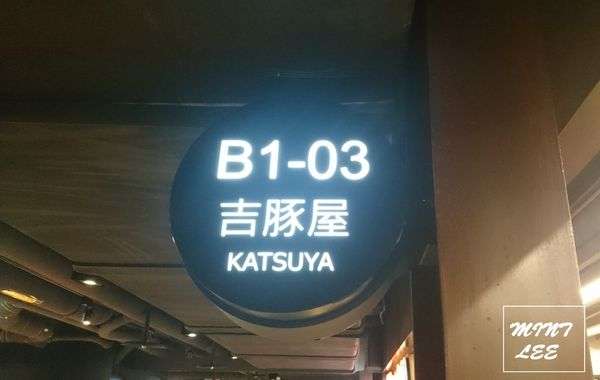 B1-03
吉豚屋
KATSUYA
MINT
LEE